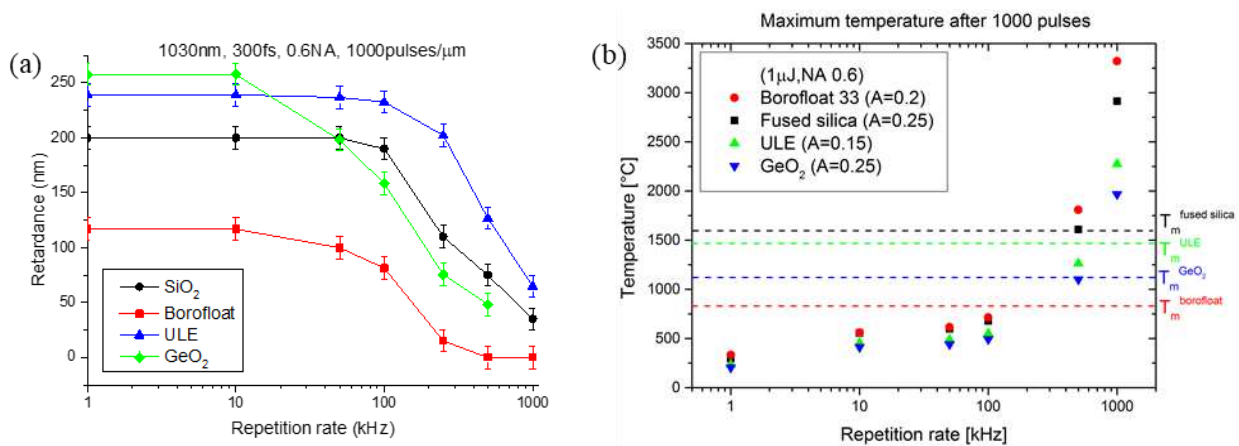 (a)
1030nm, 300fs, 0.6NA, 1000pulses/μm
Retardance (nm)
250
200
150
100
50
0
SiO₂
Borofloat
ULE
GeO₂
1 10 100 1000
Repetition rate (kHz)
(b)
Maximum temperature after 1000 pulses
Temperature [°C]
3500
3000
2500
2000
1500
1000
500
0
(1μJ,NA 0.6)
Borofloat 33 (A=0.2)
Fused silica (A=0.25)
ULE (A=0.15)
GeO₂ (A=0.25)
Tₘ fused silica
Tₘ ULE
Tₘ GeO₂
Tₘ borofloat
1 10 100 1000
Repetition rate [kHz]